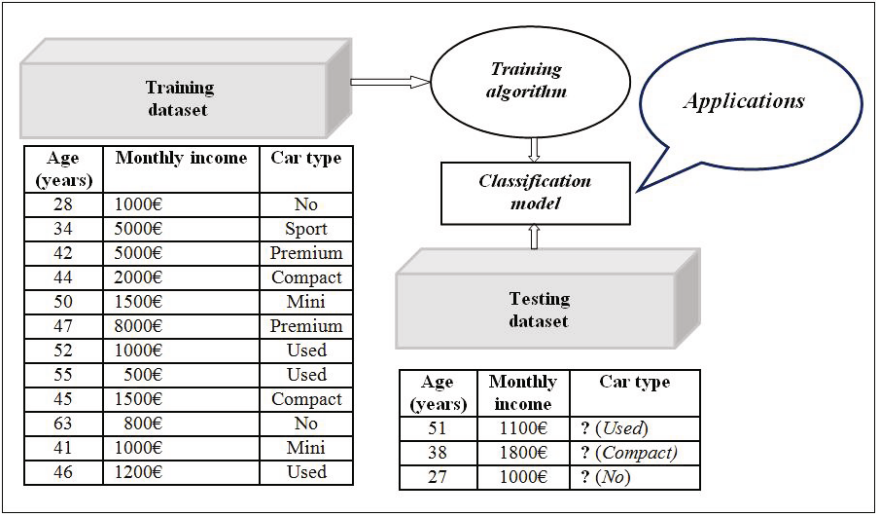 Training
dataset
Training
algorithm
Applications
Classification
model
Testing
dataset
Age
(years)
Monthly income
Car type
28 1000€ No
34 5000€ Sport
42 5000€ Premium
44 2000€ Compact
50 1500€ Mini
47 8000€ Premium
52 1000€ Used
55 500€ Used
45 1500€ Compact
63 800€ No
41 1000€ Mini
46 1200€ Used
Age
(years)
Monthly
income
Car type
51 1100€ ? (Used)
38 1800€ ? (Compact)
27 1000€ ? (No)